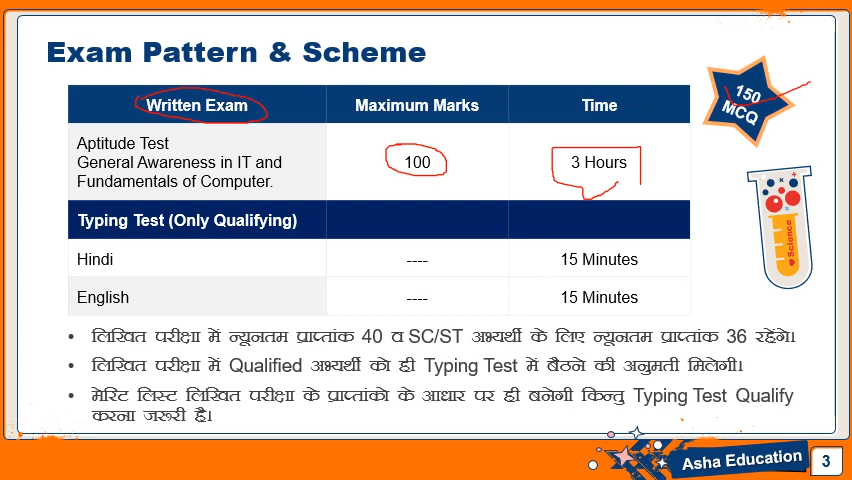 Exam Pattern & Scheme
Written Exam Maximum Marks Time
150
MCQ
Aptitude Test
General Awareness in IT and
Fundamentals of Computer.
100
3 Hours
Typing Test (Only Qualifying)
Hindi ---- 15 Minutes
English ---- 15 Minutes
Science
• लिखित परीक्षा में न्यूनतम प्राप्तांक 40 व SC/ST अभ्यर्थी के लिए न्यूनतम प्राप्तांक 36 रहेंगे।
• लिखित परीक्षा में Qualified अभ्यर्थी को ही Typing Test में बैठने की अनुमती मिलेगी।
• मेरिट लिस्ट लिखित परीक्षा के प्राप्तांको के आधार पर ही बनेगी किन्तु Typing Test Qualify
करना जरूरी है।
Asha Education 3